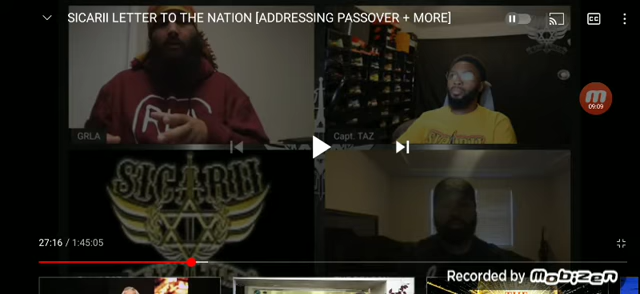 SICARII LETTER TO THE NATION [ADDRESSING PASSOVER + MORE]
CC
09:09
GRLA
Capt. TAZ
SICARII
27:16 / 1:45:05
Recorded by Mobizen
THE